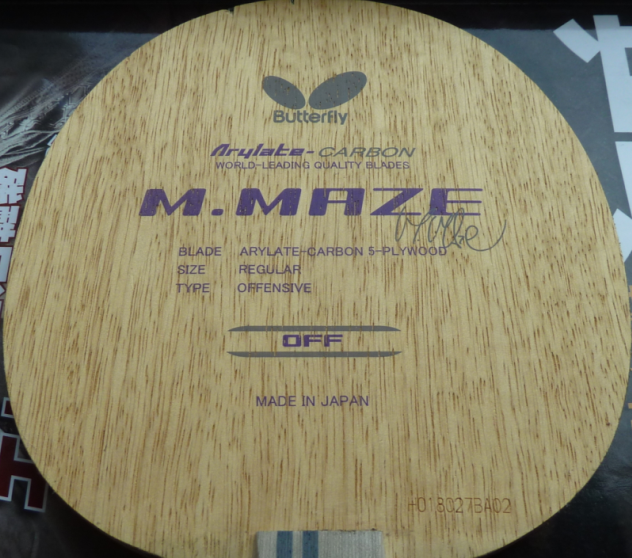 Butterfly
Arylate-CARBON
WORLD-LEADING QUALITY BLADES
M.MAZE
BLADE ARYLATE-CARBON 5-PLYWOOD
SIZE REGULAR
TYPE OFFENSIVE
OFF
MADE IN JAPAN